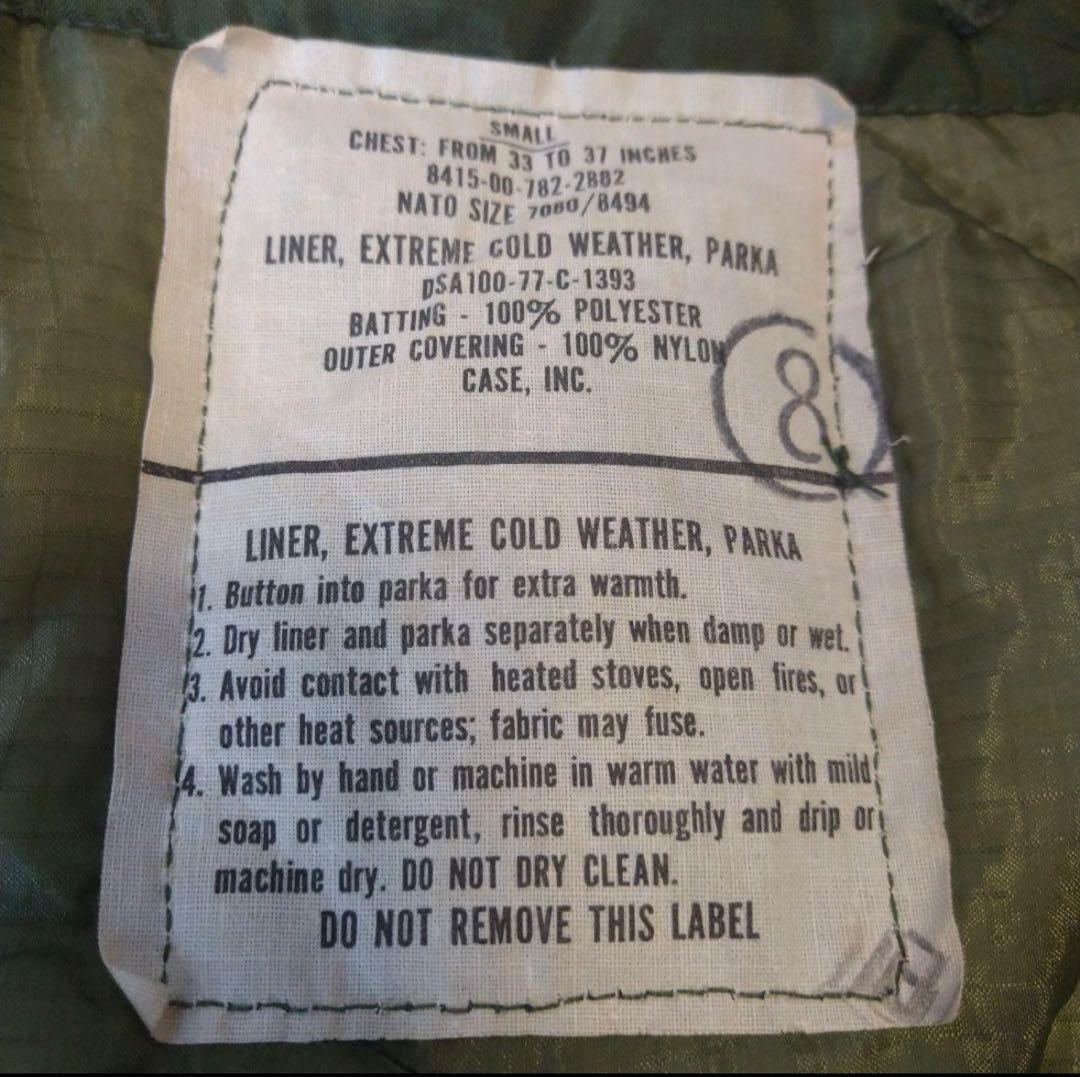 SMALL
CHEST: FROM 33 TO 37 INCHES
8415-00-782-2882
NATO SIZE 7080/8494
LINER, EXTREME COLD WEATHER, PARKA
DSA100-77-C-1393
BATTING - 100% POLYESTER
OUTER COVERING - 100% NYLON
CASE, INC.
8
LINER, EXTREME COLD WEATHER, PARKA
1. Button into parka for extra warmth.
2. Dry liner and parka separately when damp or wet.
3. Avoid contact with heated stoves, open fires, or
other heat sources; fabric may fuse.
4. Wash by hand or machine in warm water with mild
soap or detergent, rinse thoroughly and drip or
machine dry. DO NOT DRY CLEAN.
DO NOT REMOVE THIS LABEL